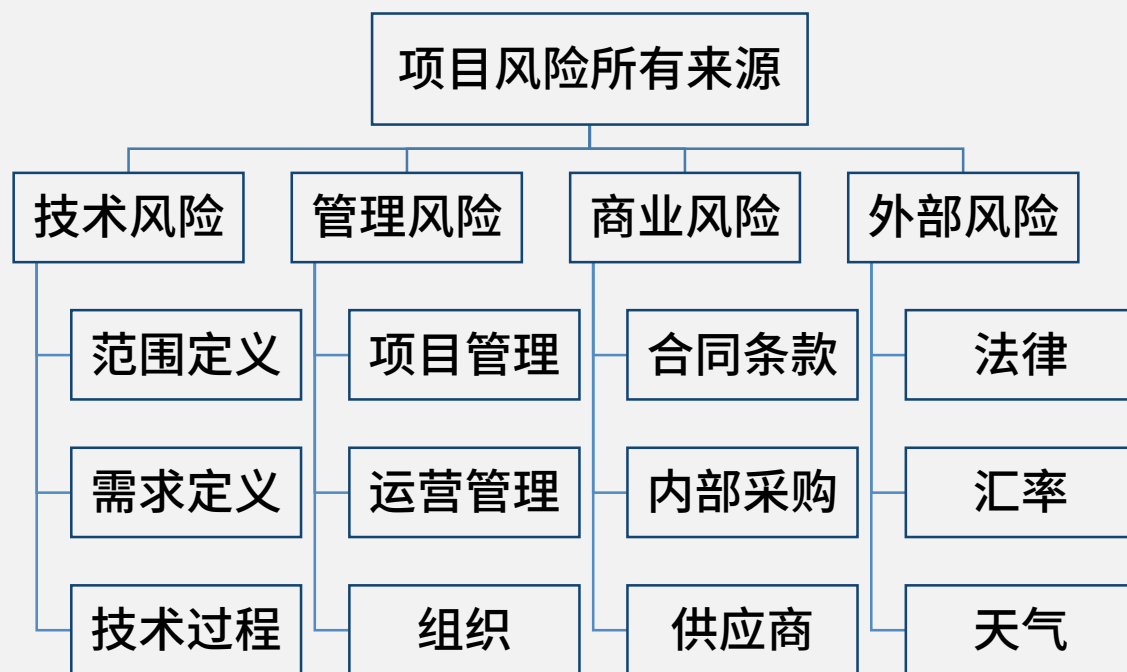 项目风险所有来源
技术风险
管理风险
商业风险
外部风险
范围定义
项目管理
合同条款
法律
需求定义
运营管理
内部采购
汇率
技术过程
组织
供应商
天气